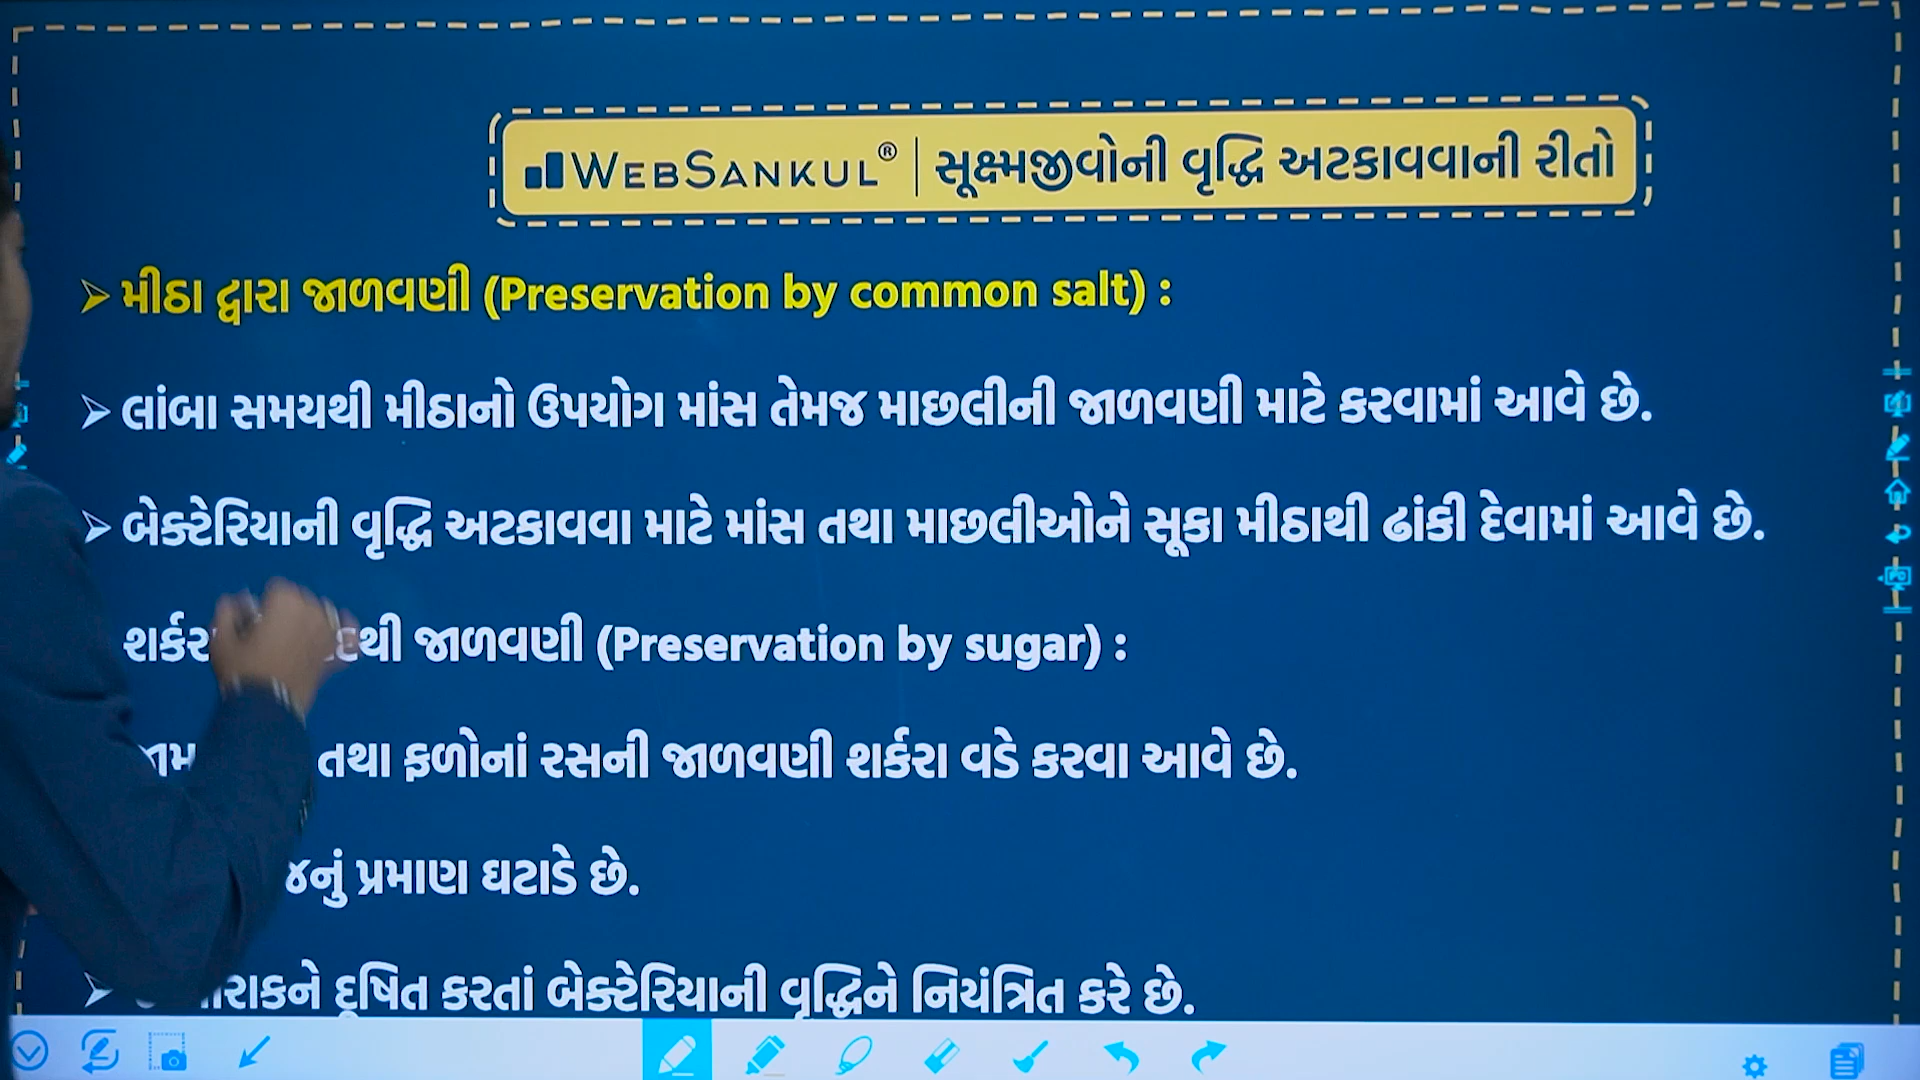 WEBSANKUL® | સૂક્ષ્મજીવોની વૃદ્ધિ અટકાવવાની રીતો
➢ મીઠા દ્વારા જાળવણી (Preservation by common salt) :
➢ લાંબા સમયથી મીઠાનો ઉપયોગ માંસ તેમજ માછલીની જાળવણી માટે કરવામાં આવે છે.
➢ બેક્ટેરિયાની વૃદ્ધિ અટકાવવા માટે માંસ તથા માછલીઓને સૂકા મીઠાથી ઢાંકી દેવામાં આવે છે.
જાળવણી (Preservation by sugar) :
તથા ફળોનાં રસની જાળવણી શર્કરા વડે કરવા આવે છે.
પ્રમાણ ઘટાડે છે.
➢ દૂષિત કરતાં બેક્ટેરિયાની વૃદ્ધિને નિયંત્રિત કરે છે.